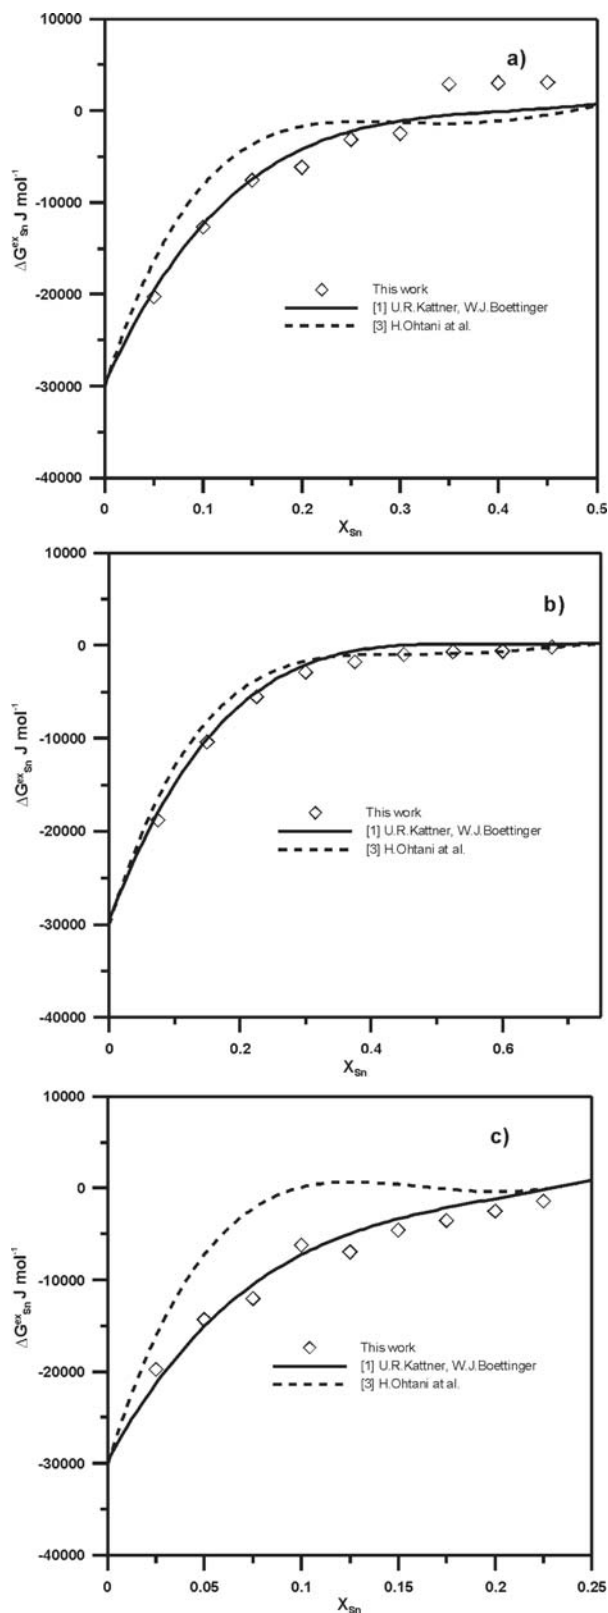 a)
10000
0
-10000
-20000
-30000
-40000
ΔG^ex_Sn J mol^-1
This work
[1] U.R.Kattner, W.J.Boettinger
[3] H.Ohtani at al.
0 0.1 0.2 0.3 0.4 0.5
X_Sn
b)
10000
0
-10000
-20000
-30000
-40000
ΔG^ex_Sn J mol^-1
This work
[1] U.R.Kattner, W.J.Boettinger
[3] H.Ohtani at al.
0 0.2 0.4 0.6
X_Sn
c)
10000
0
-10000
-20000
-30000
-40000
ΔG^ex_Sn J mol^-1
This work
[1] U.R.Kattner, W.J.Boettinger
[3] H.Ohtani at al.
0 0.05 0.1 0.15 0.2 0.25
X_Sn